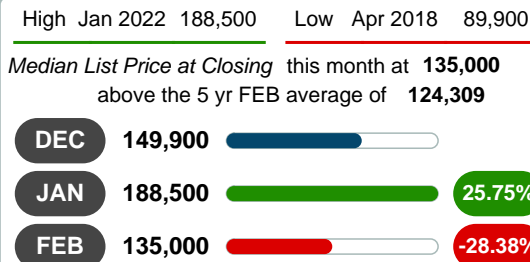 High Jan 2022 188,500 Low Apr 2018 89,900
Median List Price at Closing this month at 135,000
above the 5 yr FEB average of 124,309
DEC 149,900
JAN 188,500 25.75%
FEB 135,000 -28.38%